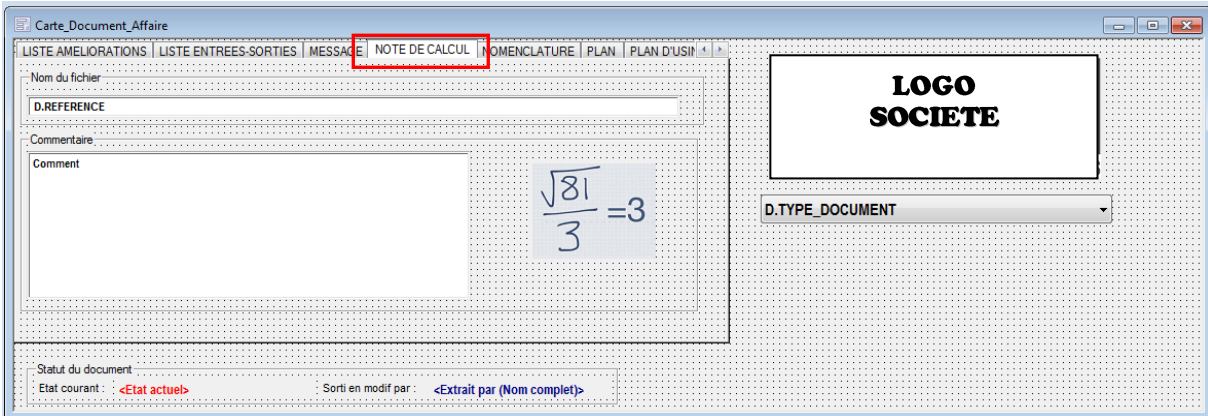 Carte_Document_Affaire
LISTE AMELIORATIONS LISTE ENTREES-SORTIES MESSAGE NOTE DE CALCUL NOMENCLATURE PLAN PLAN D'USIN
Nom du fichier
D.REFERENCE
Commentaire
Comment
√81
3
=3
LOGO
SOCIETE
D.TYPE_DOCUMENT
Statut du document
Etat courant : <Etat actuel> Sorti en modif par : <Extrait par (Nom complet)>